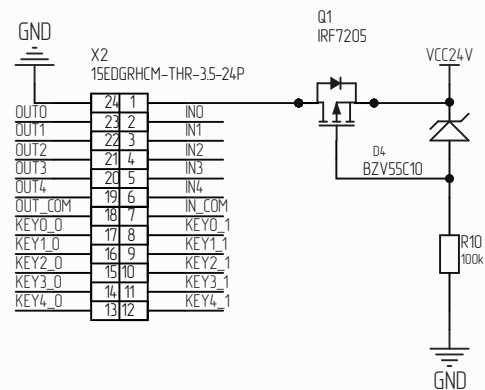 Q1
IRF7205
GND
X2
15EDGRHCM-THR-3.5-24P
VCC24V
24 1
OUT0 23 2 IN0
OUT1 22 3 IN1
OUT2 21 4 IN2
OUT3 20 5 IN3
OUT4 19 6 IN4
OUT_COM 18 7 IN_COM
KEY0_0 17 8 KEY0_1
KEY1_0 16 9 KEY1_1
KEY2_0 15 10 KEY2_1
KEY3_0 14 11 KEY3_1
KEY4_0 13 12 KEY4_1
D4
BZV55C10
R10
100k
GND